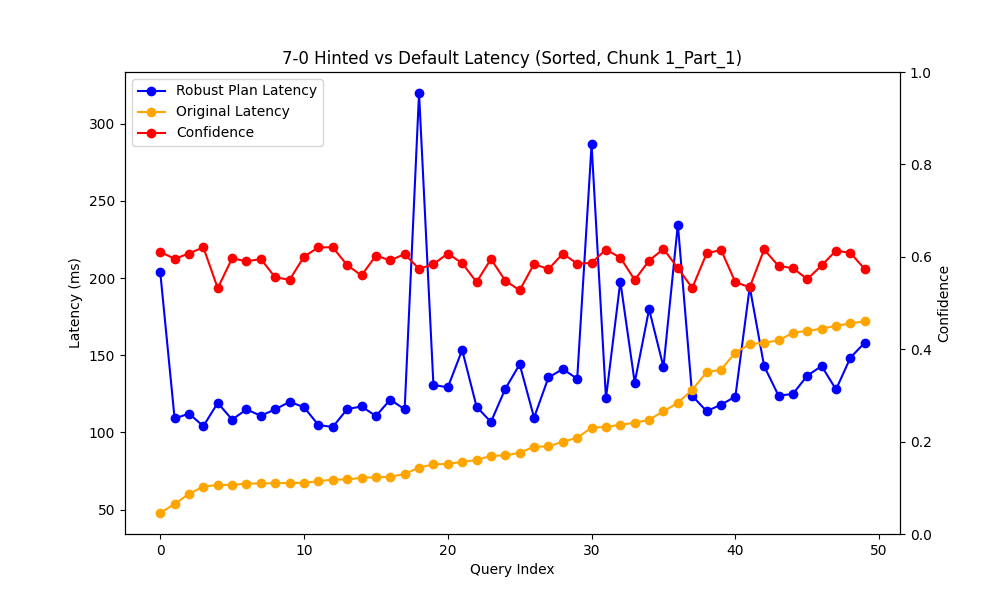 7-0 Hinted vs Default Latency (Sorted, Chunk 1_Part_1)
Robust Plan Latency
Original Latency
Confidence
Latency (ms)
300
250
200
150
100
50
1.0
0.8
0.6
0.4
0.2
0.0
Confidence
0 10 20 30 40 50
Query Index